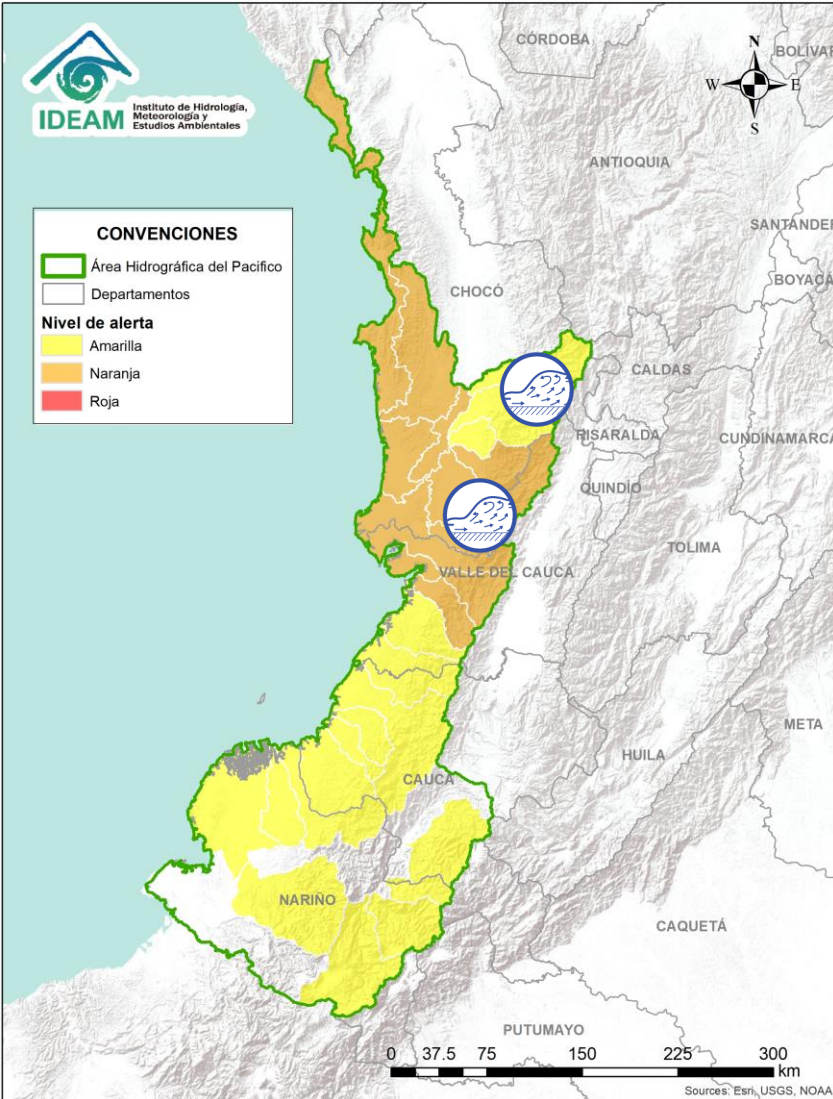 IDEAM
Instituto de Hidrología,
Meteorología y
Estudios Ambientales
CÓRDOBA
BOLÍVAR
N
W
E
S
ANTIOQUIA
SANTANDER
BOYACÁ
CONVENCIONES
Área Hidrográfica del Pacifico
Departamentos
Nivel de alerta
Amarilla
Naranja
Roja
CHOCÓ
CALDAS
RISARALDA
CUNDINAMARCA
QUINDÍO
TOLIMA
VALLE DEL CAUCA
META
HUILA
CAUCA
NARIÑO
CAQUETÁ
PUTUMAYO
0 37.5 75 150 225 300
km
Sources: Esri, USGS, NOAA